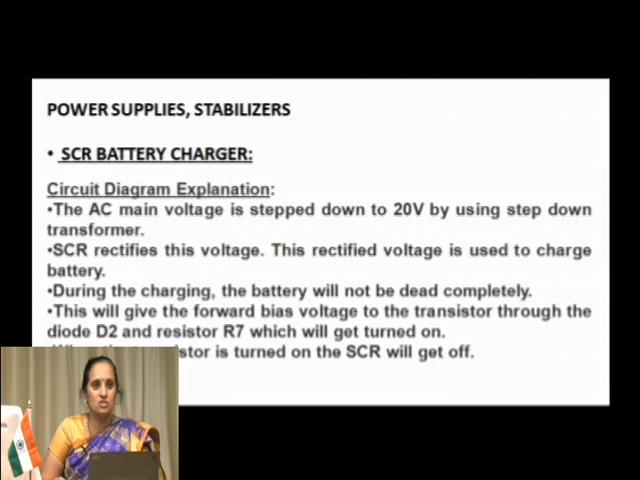 POWER SUPPLIES, STABILIZERS
• SCR BATTERY CHARGER:
Circuit Diagram Explanation:
•The AC main voltage is stepped down to 20V by using step down
transformer.
•SCR rectifies this voltage. This rectified voltage is used to charge
battery.
•During the charging, the battery will not be dead completely.
•This will give the forward bias voltage to the transistor through the
diode D2 and resistor R7 which will get turned on.
is turned on the SCR will get off.